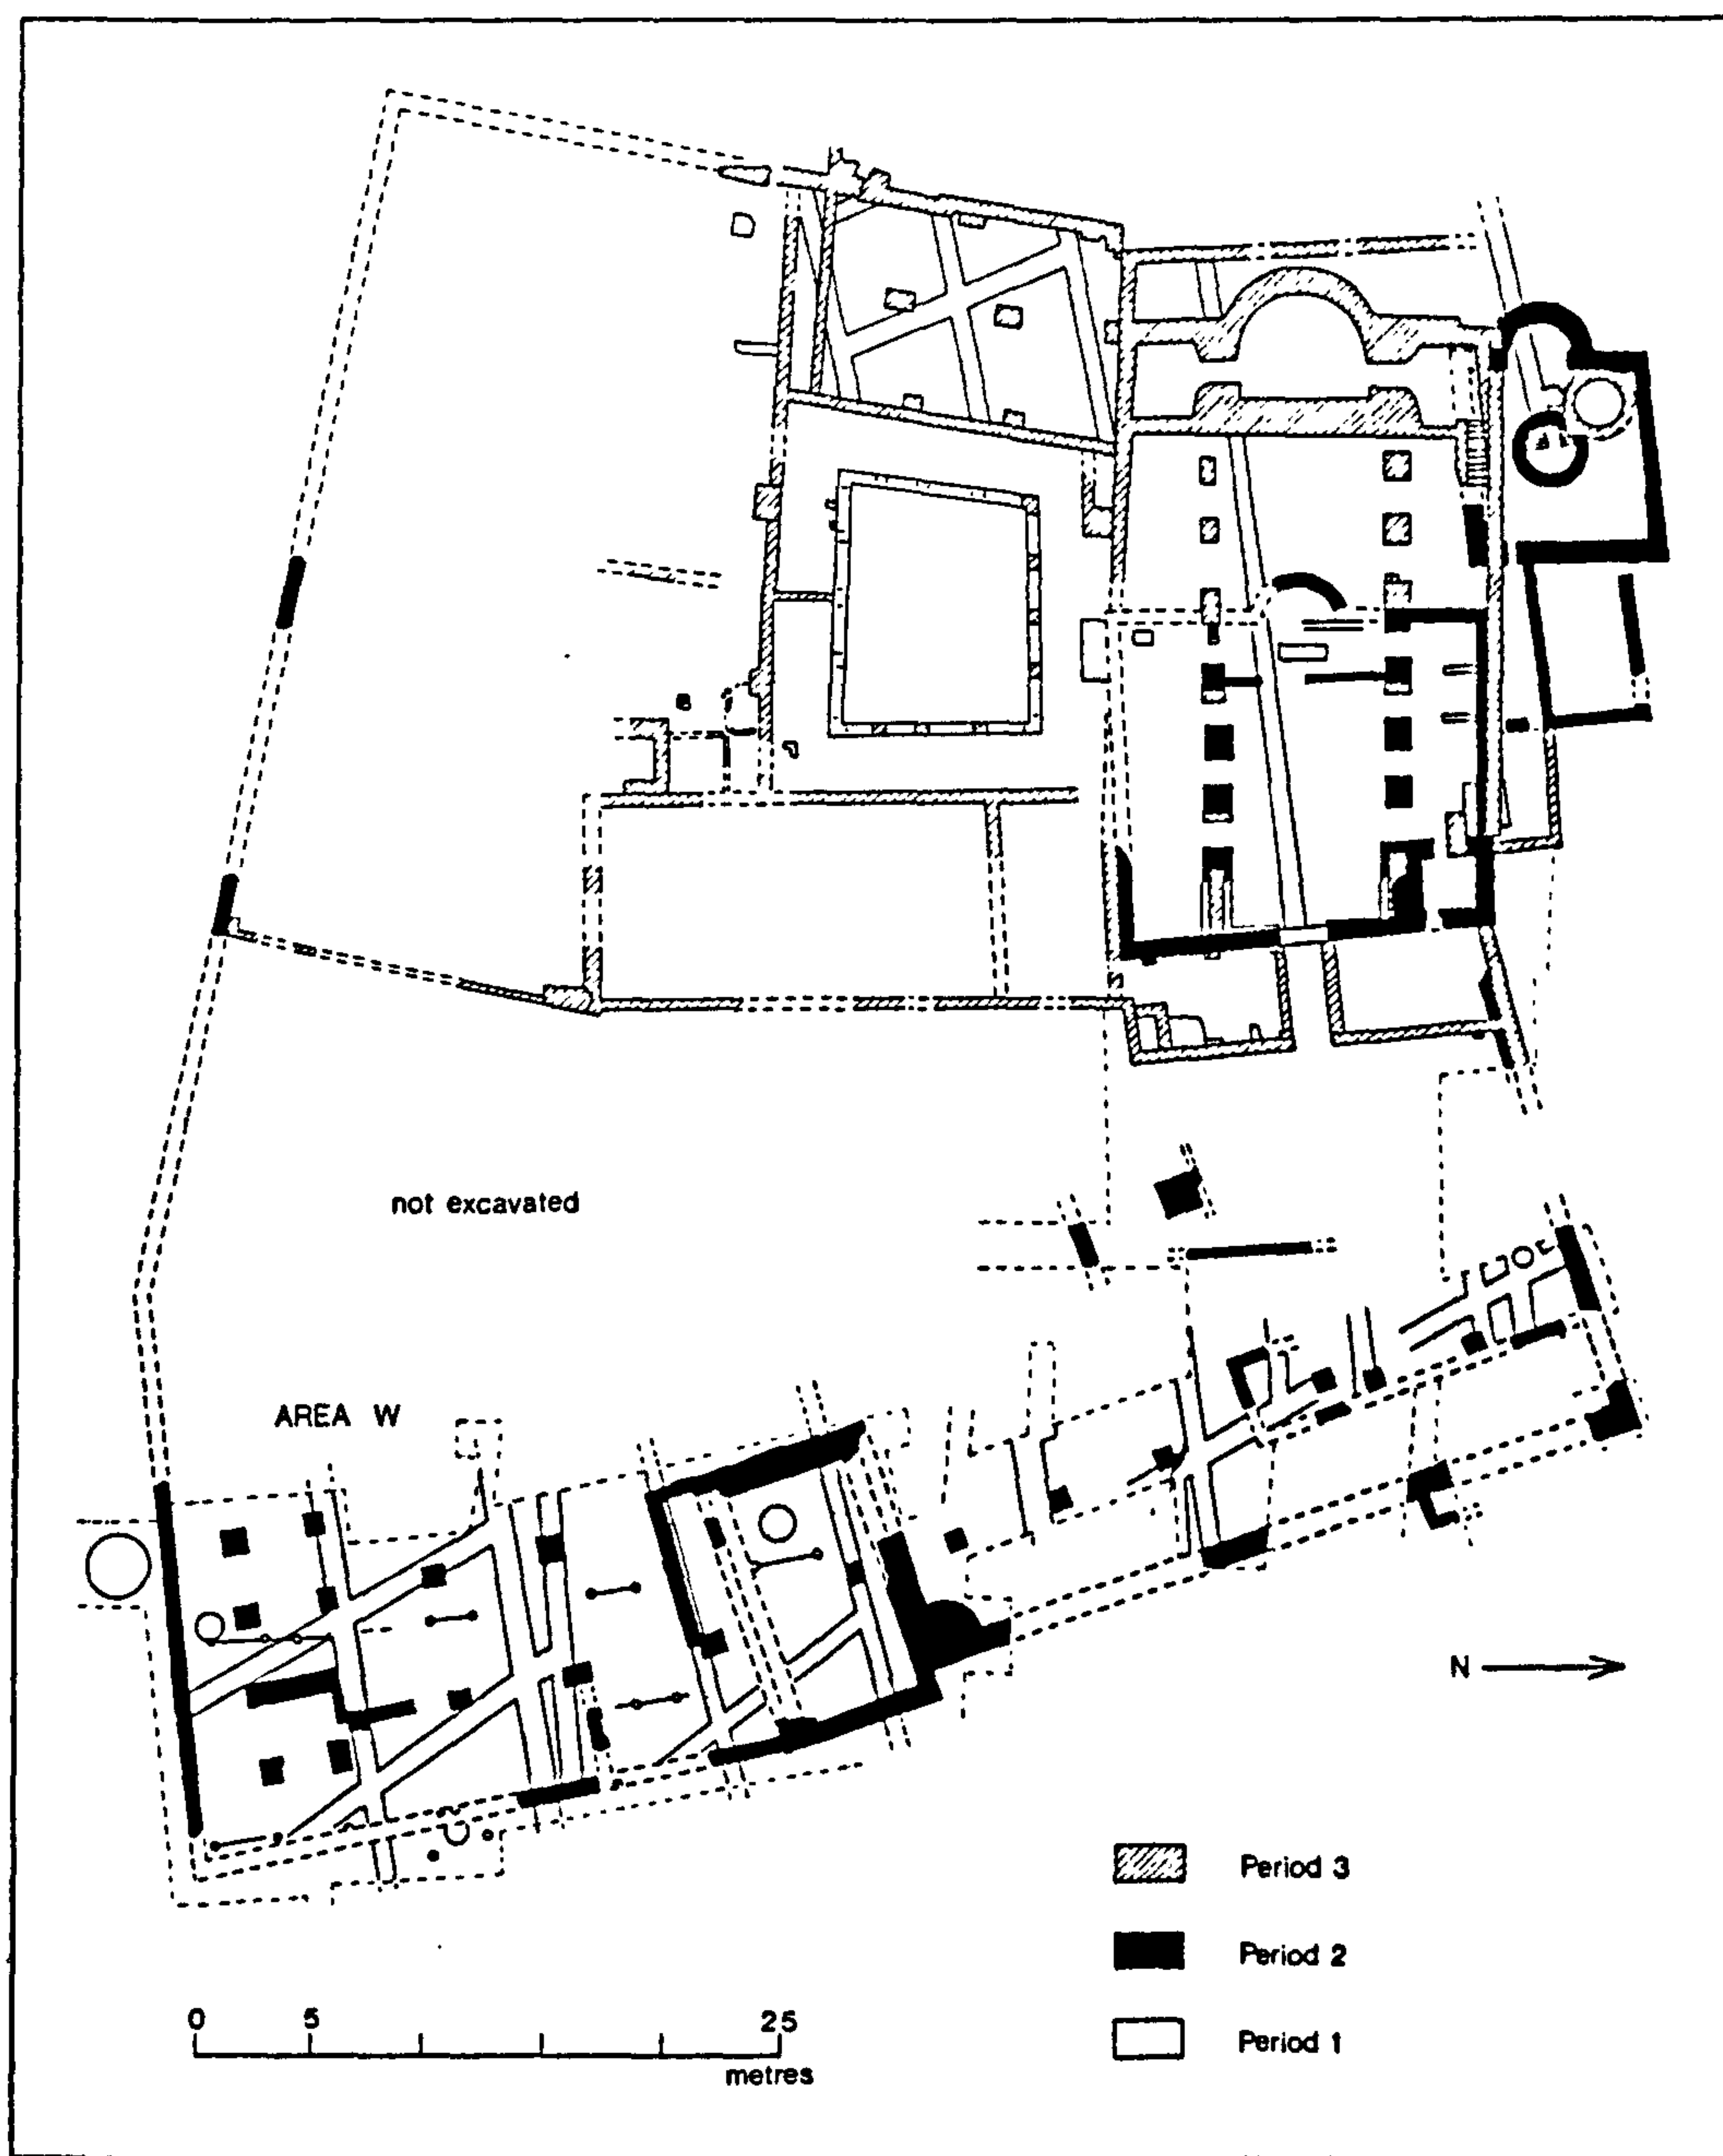 not excavated
AREA W
N
Period 3
Period 2
Period 1
0 5 25
metres